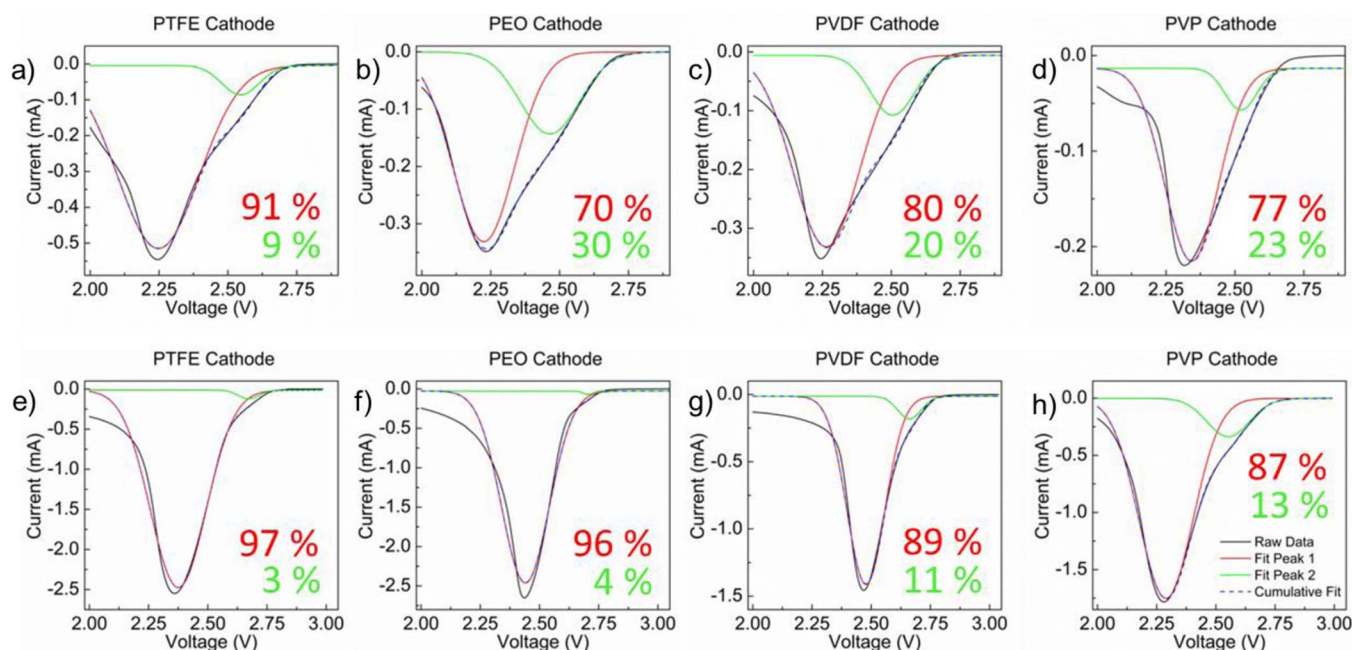 PTFE Cathode
PEO Cathode
PVDF Cathode
PVP Cathode
a)
b)
c)
d)
0.0
-0.1
-0.2
-0.3
-0.4
-0.5
Current (mA)
91 %
9 %
2.00 2.25 2.50 2.75
Voltage (V)
0.0
-0.1
-0.2
-0.3
Current (mA)
70 %
30 %
2.00 2.25 2.50 2.75
Voltage (V)
0.0
-0.1
-0.2
-0.3
Current (mA)
80 %
20 %
2.00 2.25 2.50 2.75
Voltage (V)
0.0
-0.1
-0.2
Current (mA)
77 %
23 %
2.00 2.25 2.50 2.75
Voltage (V)
PTFE Cathode
PEO Cathode
PVDF Cathode
PVP Cathode
e)
f)
g)
h)
0.0
-0.5
-1.0
-1.5
-2.0
-2.5
Current (mA)
97 %
3 %
2.00 2.25 2.50 2.75 3.00
Voltage (V)
0.0
-0.5
-1.0
-1.5
-2.0
-2.5
Current (mA)
96 %
4 %
2.00 2.25 2.50 2.75 3.00
Voltage (V)
0.0
-0.5
-1.0
-1.5
Current (mA)
89 %
11 %
2.00 2.25 2.50 2.75 3.00
Voltage (V)
0.0
-0.5
-1.0
-1.5
Current (mA)
87 %
13 %
Raw Data
Fit Peak 1
Fit Peak 2
Cumulative Fit
2.00 2.25 2.50 2.75 3.00
Voltage (V)